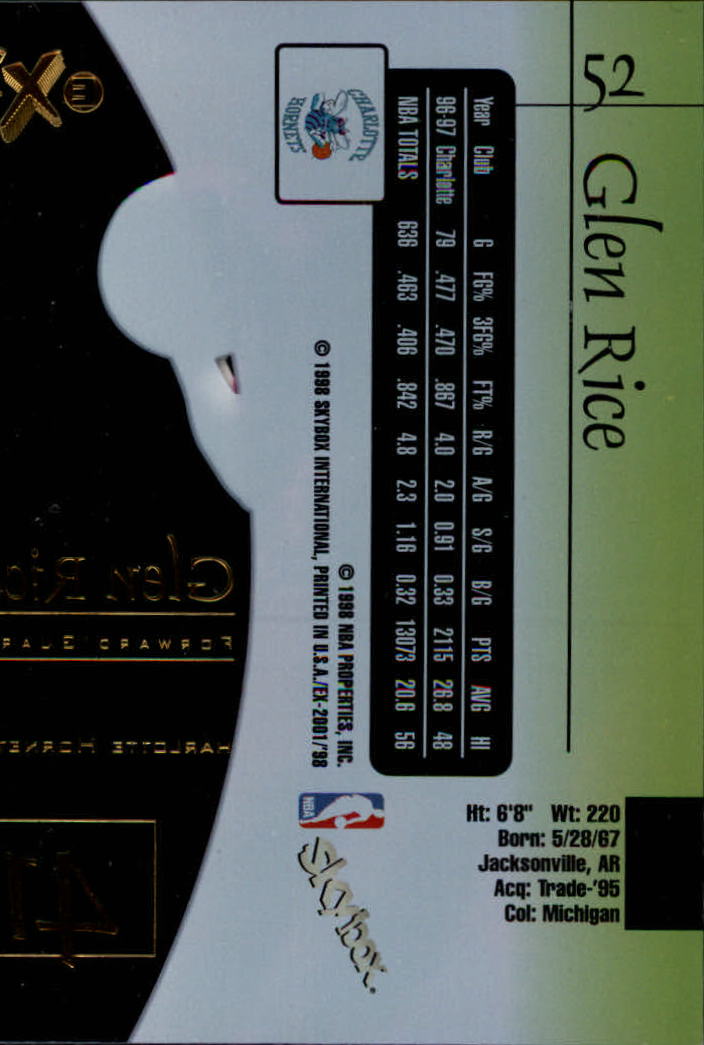 52 Glen Rice
Ht: 6'8" Wt: 220
Born: 5/28/67
Jacksonville, AR
Acq: Trade-'95
Col: Michigan
Year Club G FG% 3FG% FT% R/G A/G S/G B/G PTS AVG HI
96-97 Charlotte 79 .477 .470 .867 4.0 2.0 0.91 0.33 2115 26.8 48
NBA TOTALS 636 .463 .406 .842 4.8 2.3 1.16 0.32 13073 20.6 56
CHARLOTTE
HORNETS
© 1998 NBA PROPERTIES, INC.
© 1998 SKYBOX INTERNATIONAL, PRINTED IN U.S.A./EX-2001/'98
NBA
Skybox
E
X
Glen Ric
FORWARD GUAR
HARLOTTE HORNET
41